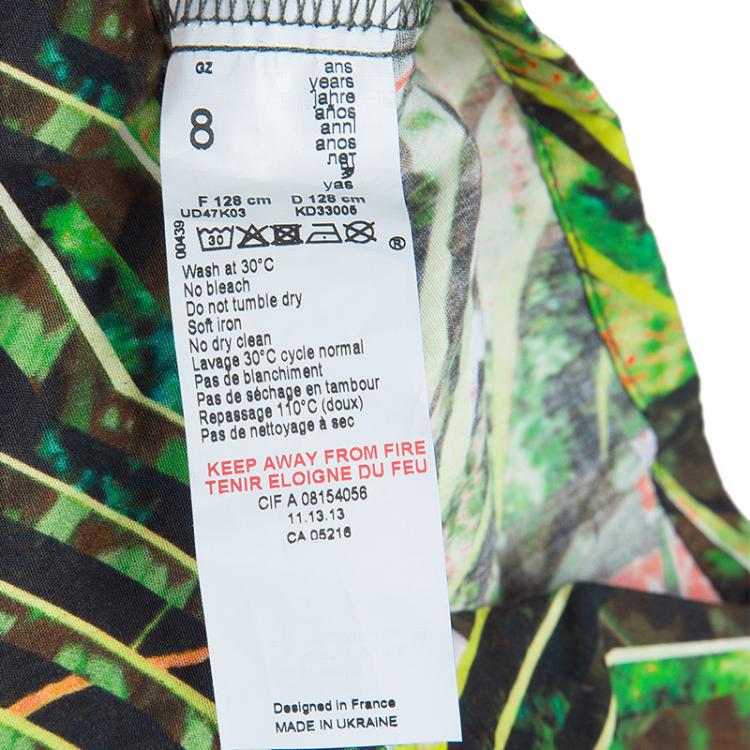 GZ
8
ans
years
jahre
años
anni
anos
лет
yas
F 128 cm D 128 cm
UD47K03 KD33005
00439
30
®
Wash at 30°C
No bleach
Do not tumble dry
Soft iron
No dry clean
Lavage 30°C cycle normal
Pas de blanchiment
Pas de séchage en tambour
Repassage 110°C (doux)
Pas de nettoyage à sec
KEEP AWAY FROM FIRE
TENIR ELOIGNE DU FEU
CIF A 08154056
11.13.13
CA 05216
Designed in France
MADE IN UKRAINE